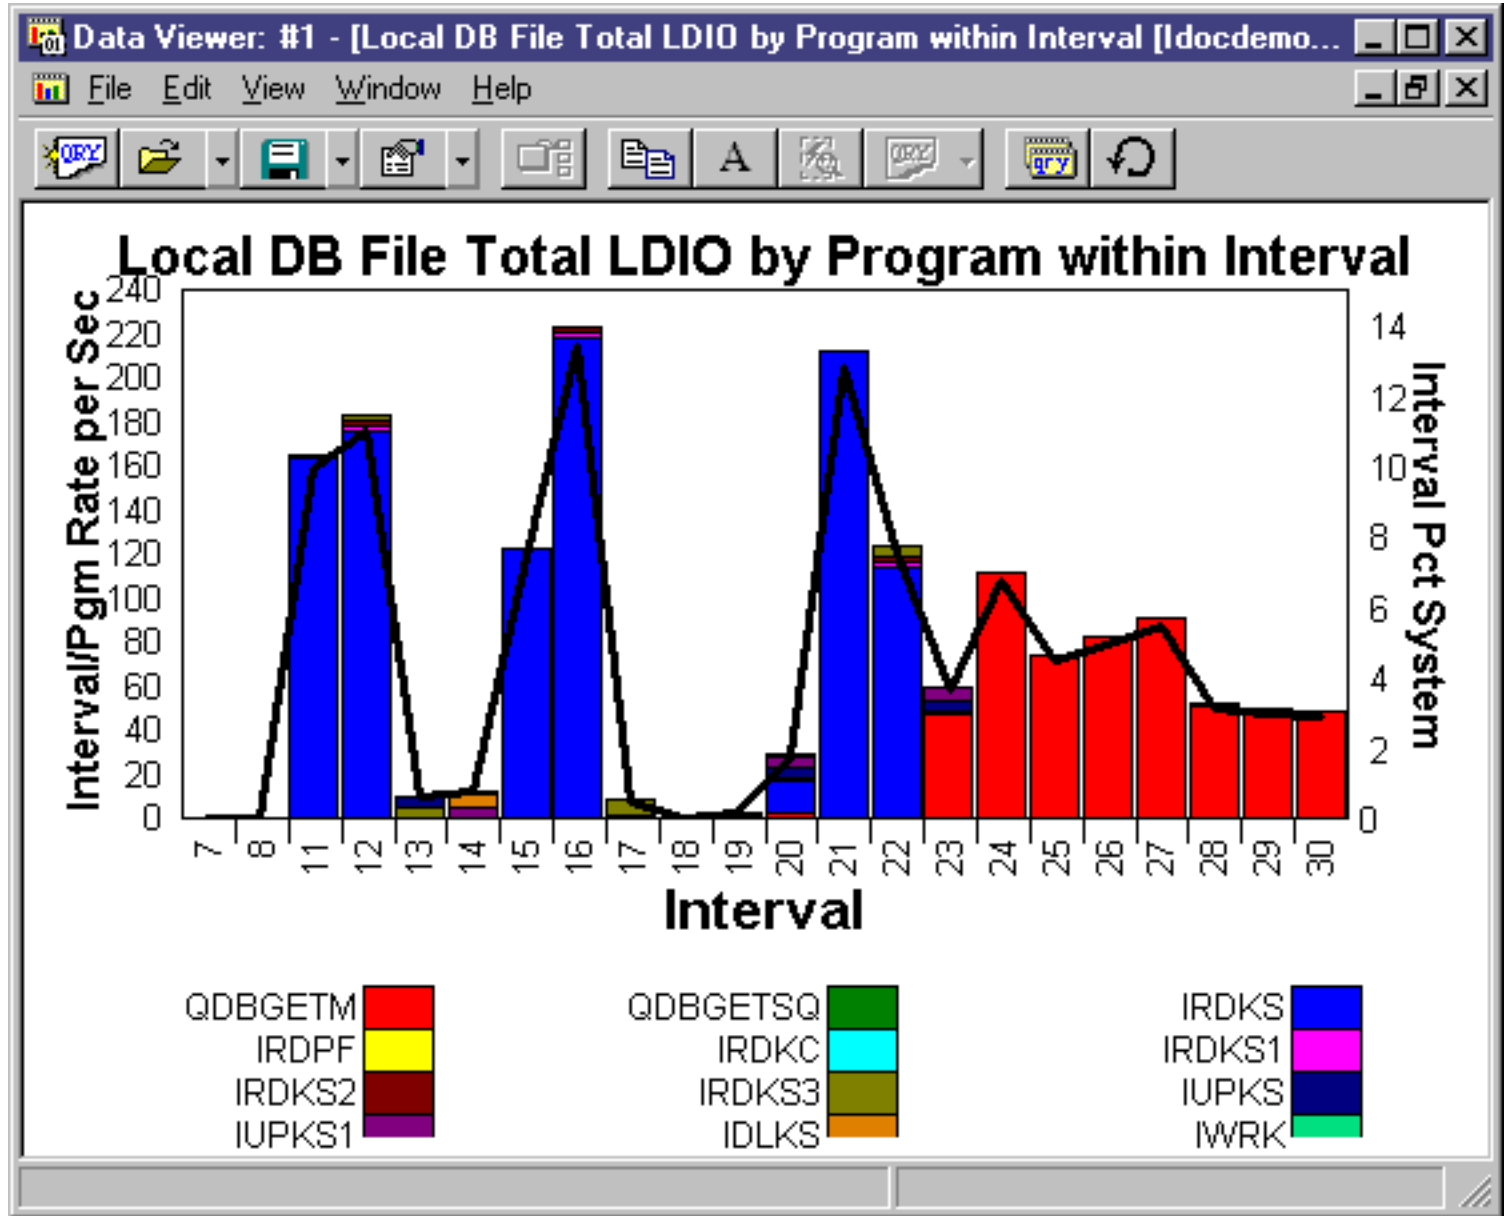 Data Viewer: #1 - [Local DB File Total LDIO by Program within Interval [Idocdemo...
File Edit View Window Help
QRY A QRY qry
Local DB File Total LDIO by Program within Interval
Interval/Pgm Rate per Sec
240
220
200
180
160
140
120
100
80
60
40
20
0
14
12
10
8
6
4
2
0
Interval Pct System
7 8 11 12 13 14 15 16 17 18 19 20 21 22 23 24 25 26 27 28 29 30
Interval
QDBGETM QDBGETSQ IRDKS
IRDPF IRDKC IRDKS1
IRDKS2 IRDKS3 IUPKS
IUPKS1 IDLKS IWRK